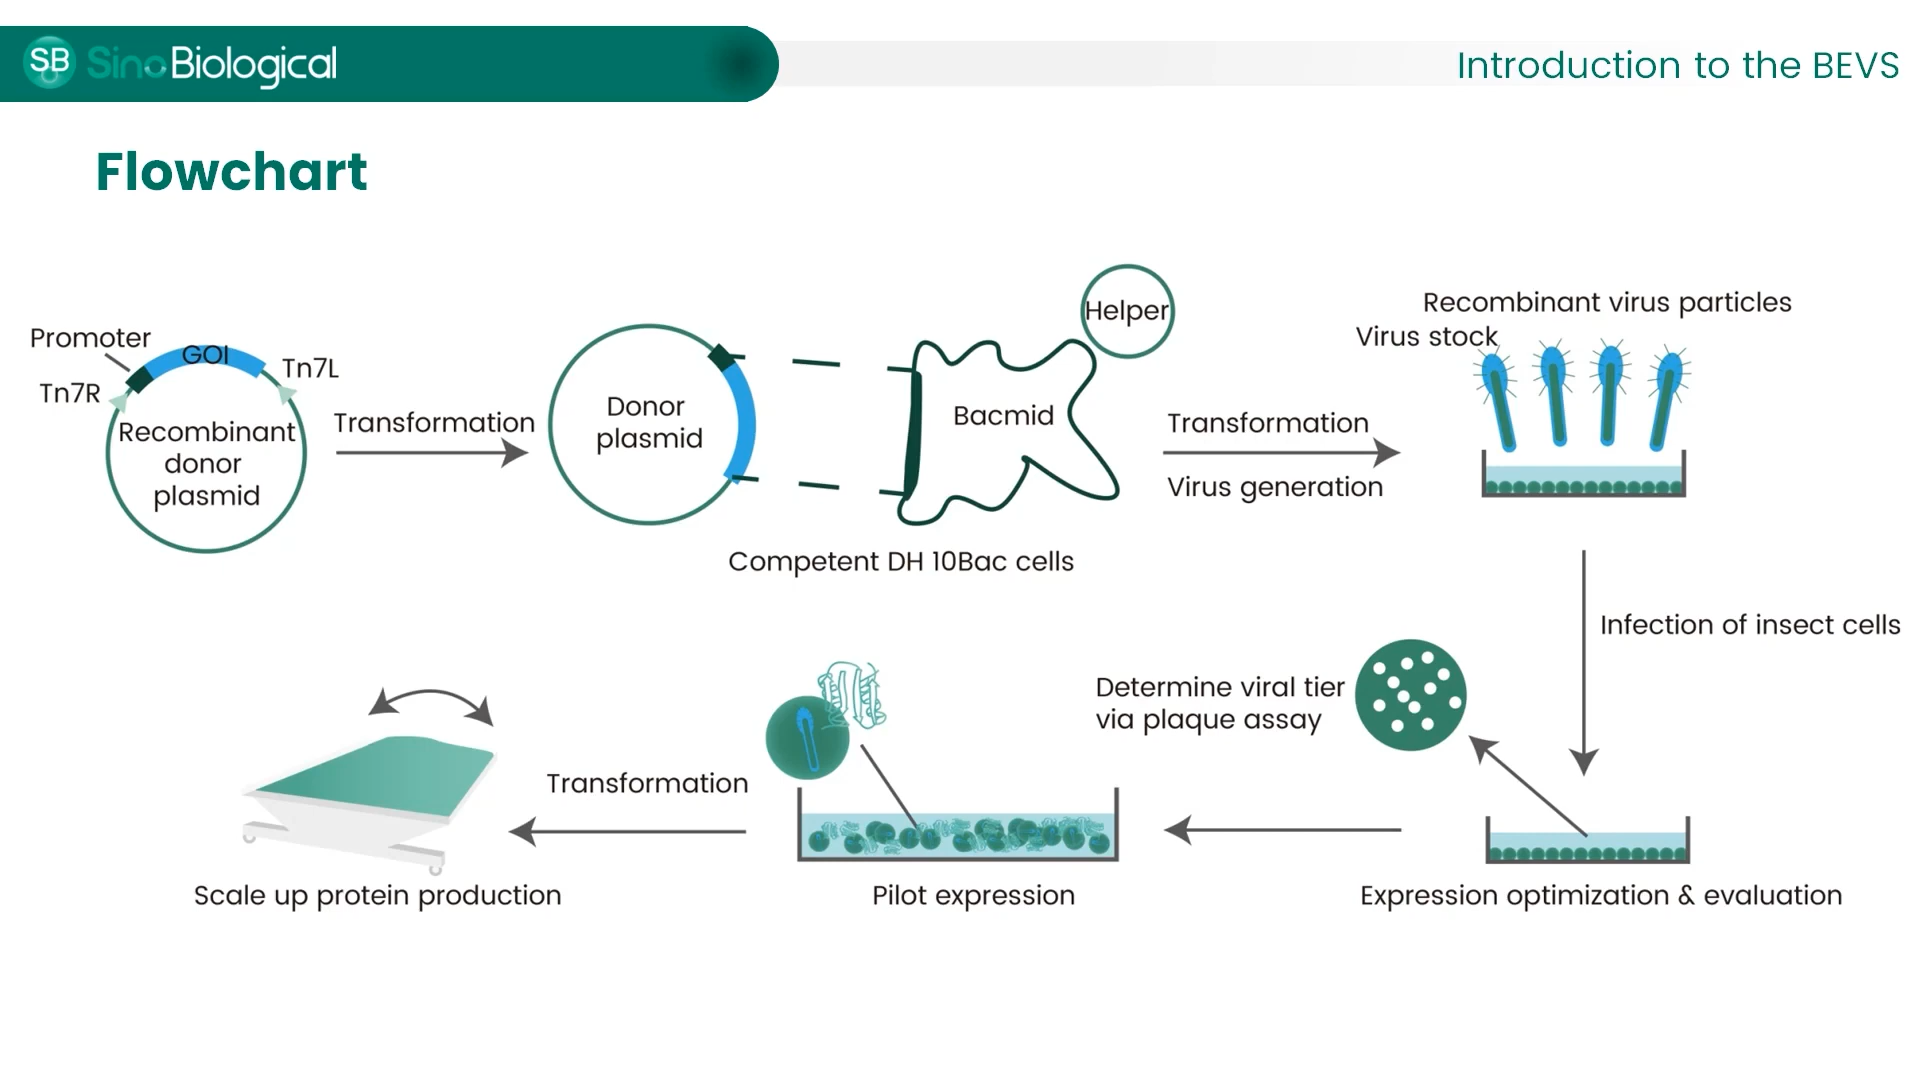 SB SinoBiological
Introduction to the BEVS
Flowchart
Promoter
GOI
Tn7L
Tn7R
Recombinant
donor
plasmid
Transformation
Donor
plasmid
Bacmid
Helper
Competent DH 10Bac cells
Transformation
Virus generation
Recombinant virus particles
Virus stock
Infection of insect cells
Determine viral tier
via plaque assay
Expression optimization & evaluation
Pilot expression
Transformation
Scale up protein production